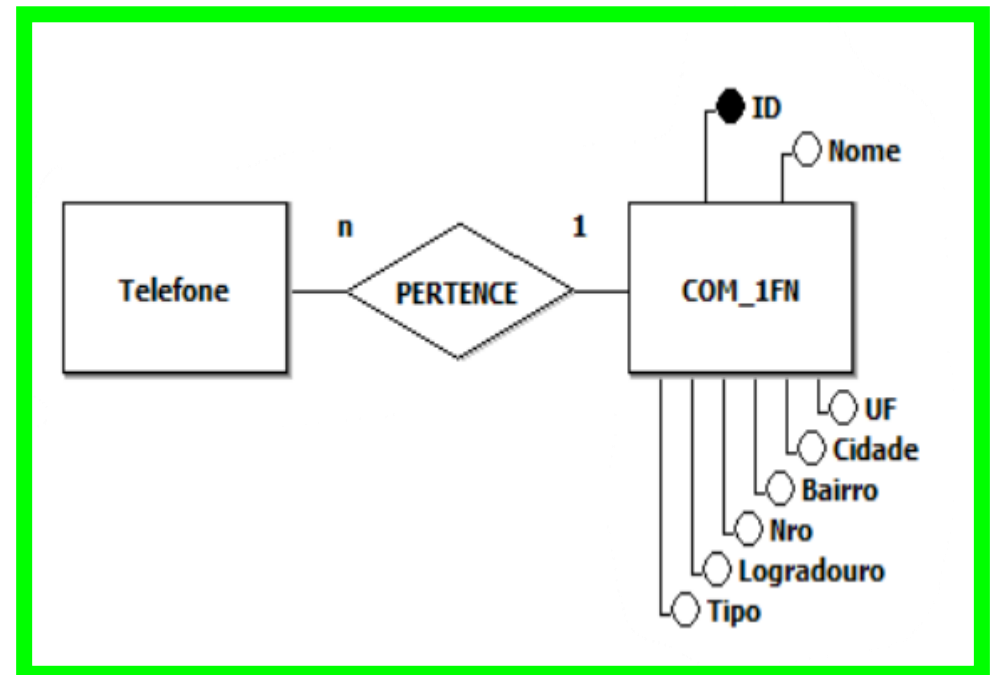 ID
Nome
n
1
Telefone
PERTENCE
COM_1FN
UF
Cidade
Bairro
Nro
Logradouro
Tipo